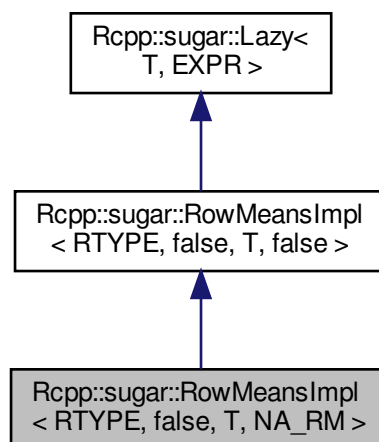 Rcpp::sugar::Lazy<
T, EXPR >
Rcpp::sugar::RowMeansImpl
< RTYPE, false, T, false >
Rcpp::sugar::RowMeansImpl
< RTYPE, false, T, NA_RM >